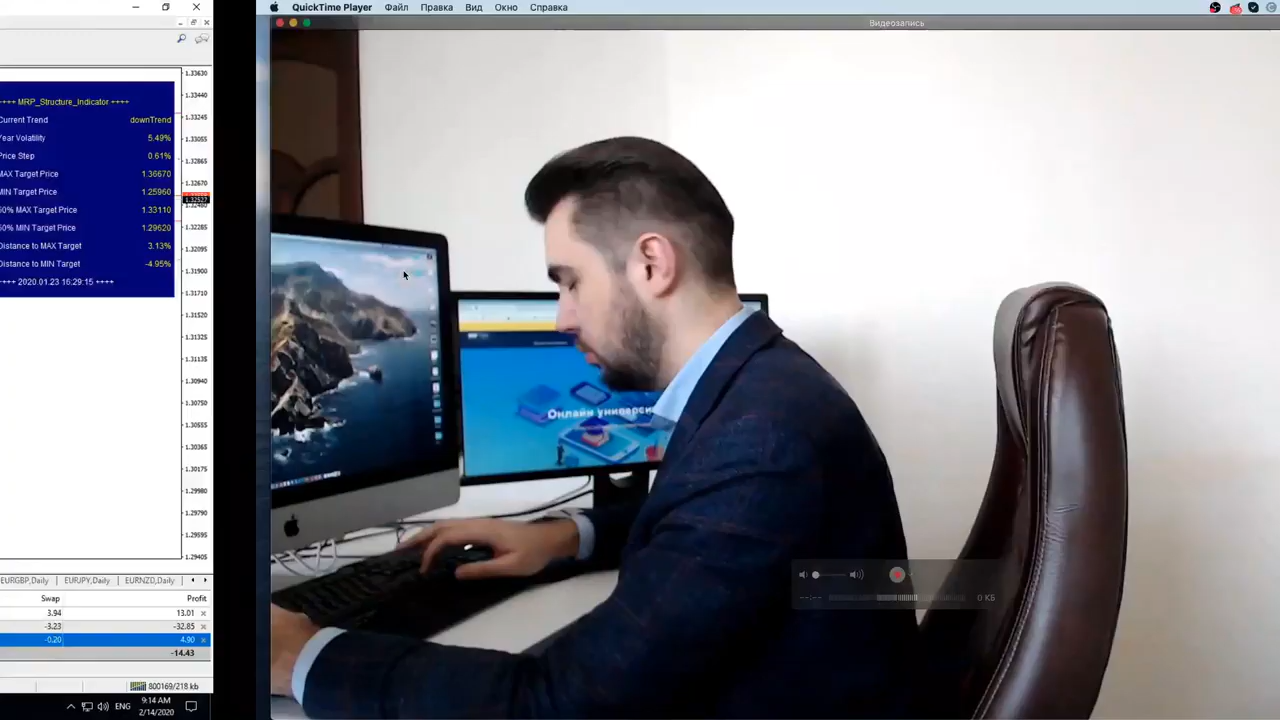 QuickTime Player Файл Правка Вид Окно Справка
Видеозапись
++++ MRP_Structure_Indicator ++++
Current Trend downTrend
Year Volatility 5.49%
Price Step 0.61%
MAX Target Price 1.36670
MIN Target Price 1.25960
50% MAX Target Price 1.33110
50% MIN Target Price 1.29620
Distance to MAX Target 3.13%
Distance to MIN Target -4.95%
++++ 2020.01.23 16:29:15 ++++
1.33630
1.33440
1.33245
1.33055
1.32865
1.32670
1.32527
1.32285
1.32095
1.31900
1.31710
1.31520
1.31325
1.31135
1.30940
1.30750
1.30555
1.30365
1.30175
1.29980
1.29790
1.29595
1.29405
Онлайн
EURGBP,Daily EURJPY,Daily EURNZD,Daily
Swap Profit
3.94 13.01
-3.23 -32.85
-0.20 4.90
-14.43
800169/218 kb
--:-- 0 КБ
ENG 9:14 AM
2/14/2020